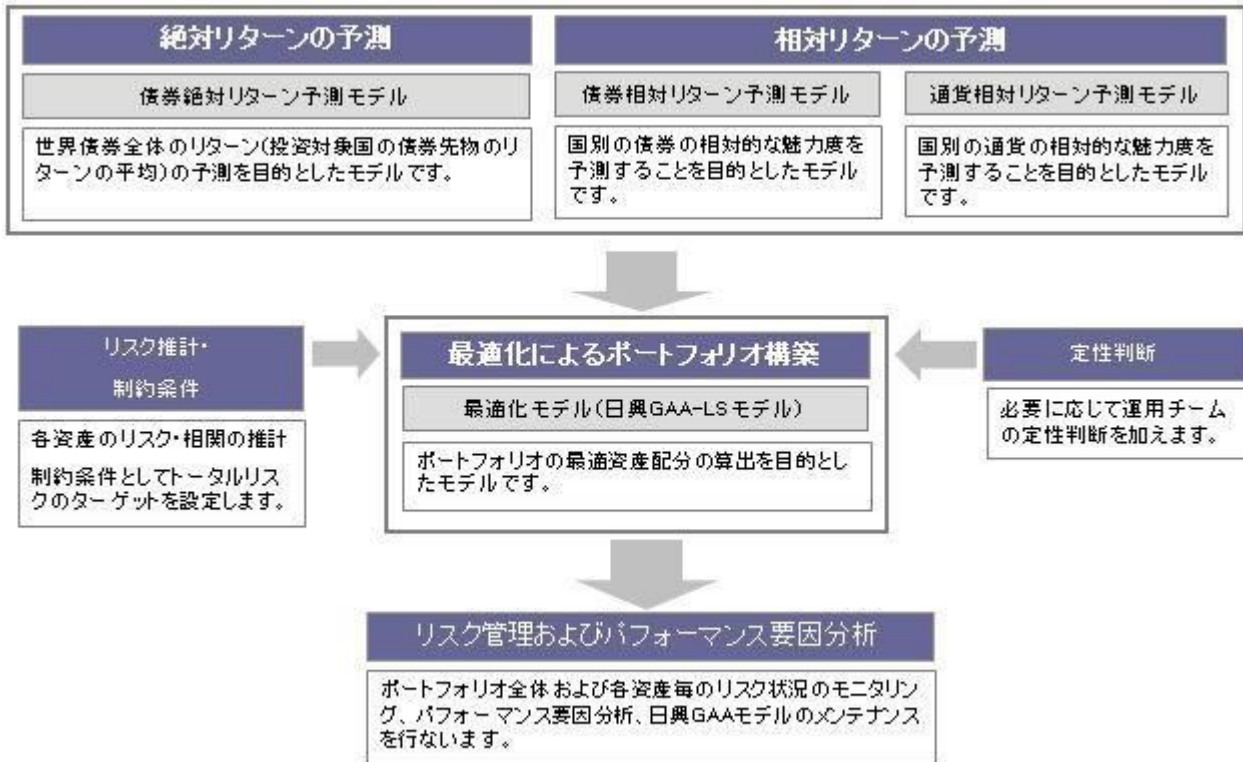 絶対リターンの予測
相対リターンの予測
債券絶対リターン予測モデル
債券相対リターン予測モデル
通貨相対リターン予測モデル
世界債券全体のリターン(投資対象国の債券先物のリ
ターンの平均)の予測を目的としたモデルです。
国別の債券の相対的な魅力度を
予測することを目的としたモデル
です。
国別の通貨の相対的な魅力度を
予測することを目的としたモデル
です。
リスク推計・
制約条件
各資産のリスク・相関の推計
制約条件としてトータルリス
クのターゲットを設定します。
最適化によるポートフォリオ構築
最適化モデル(日興GAA-LSモデル)
ポートフォリオの最適資産配分の算出を目的とし
たモデルです。
定性判断
必要に応じて運用チーム
の定性判断を加えます。
リスク管理およびパフォーマンス要因分析
ポートフォリオ全体および各資産毎のリスク状況のモニタリン
グ、パフォーマンス要因分析、日興GAAモデルのメンテナンス
を行ないます。